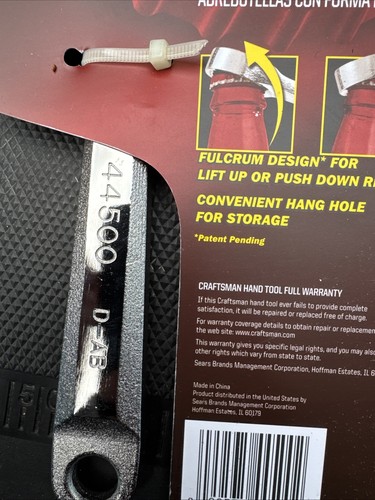 ABREBOTELLAS CON FORMA
FULCRUM DESIGN* FOR
LIFT UP OR PUSH DOWN
CONVENIENT HANG HOLE
FOR STORAGE
*Patent Pending
44500 D-AB
CRAFTSMAN HAND TOOL FULL WARRANTY
If this Craftsman hand tool ever fails to provide complete
satisfaction, it will be repaired or replaced free of charge.
For warranty coverage details to obtain repair or replacemen
the web site: www.craftsman.com
This warranty gives you specific legal rights, and you may also
other rights which vary from state to state.
Sears Brands Management Corporation, Hoffman Estates, IL 6
Made in China
Product distributed in the United States by
Sears Brands Management Corporation
Hoffman Estates, IL 60179